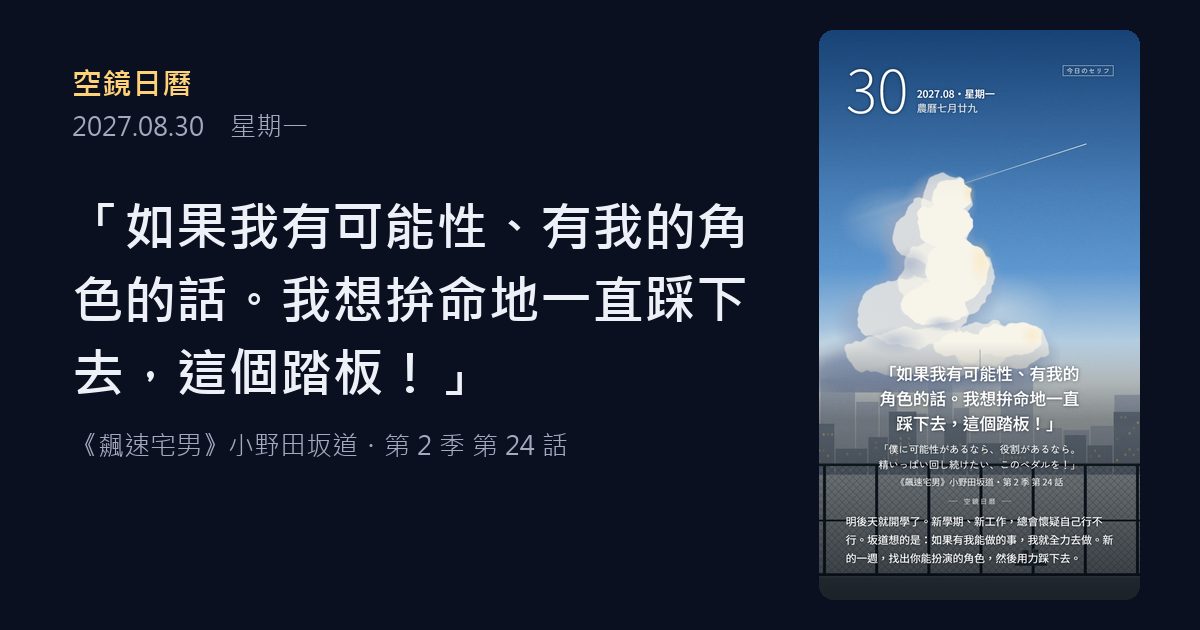 空鏡日曆
2027.08.30 星期一
「如果我有可能性、有我的角
色的話。我想拚命地一直踩下
去，這個踏板！」
《飆速宅男》小野田坂道・第 2 季 第 24 話
30
2027.08・星期一
農曆七月廿九
今日のセリフ
「如果我有可能性、有我的
角色的話。我想拚命地一直
踩下去，這個踏板！」
「僕に可能性があるなら、役割があるなら。
精いっぱい回し続けたい、このペダルを！」
《飆速宅男》小野田坂道・第 2 季 第 24 話
— 空鏡日曆 —
明後天就開學了。新學期、新工作，總會懷疑自己行不
行。坂道想的是：如果有我能做的事，我就全力去做。新
的一週，找出你能扮演的角色，然後用力踩下去。